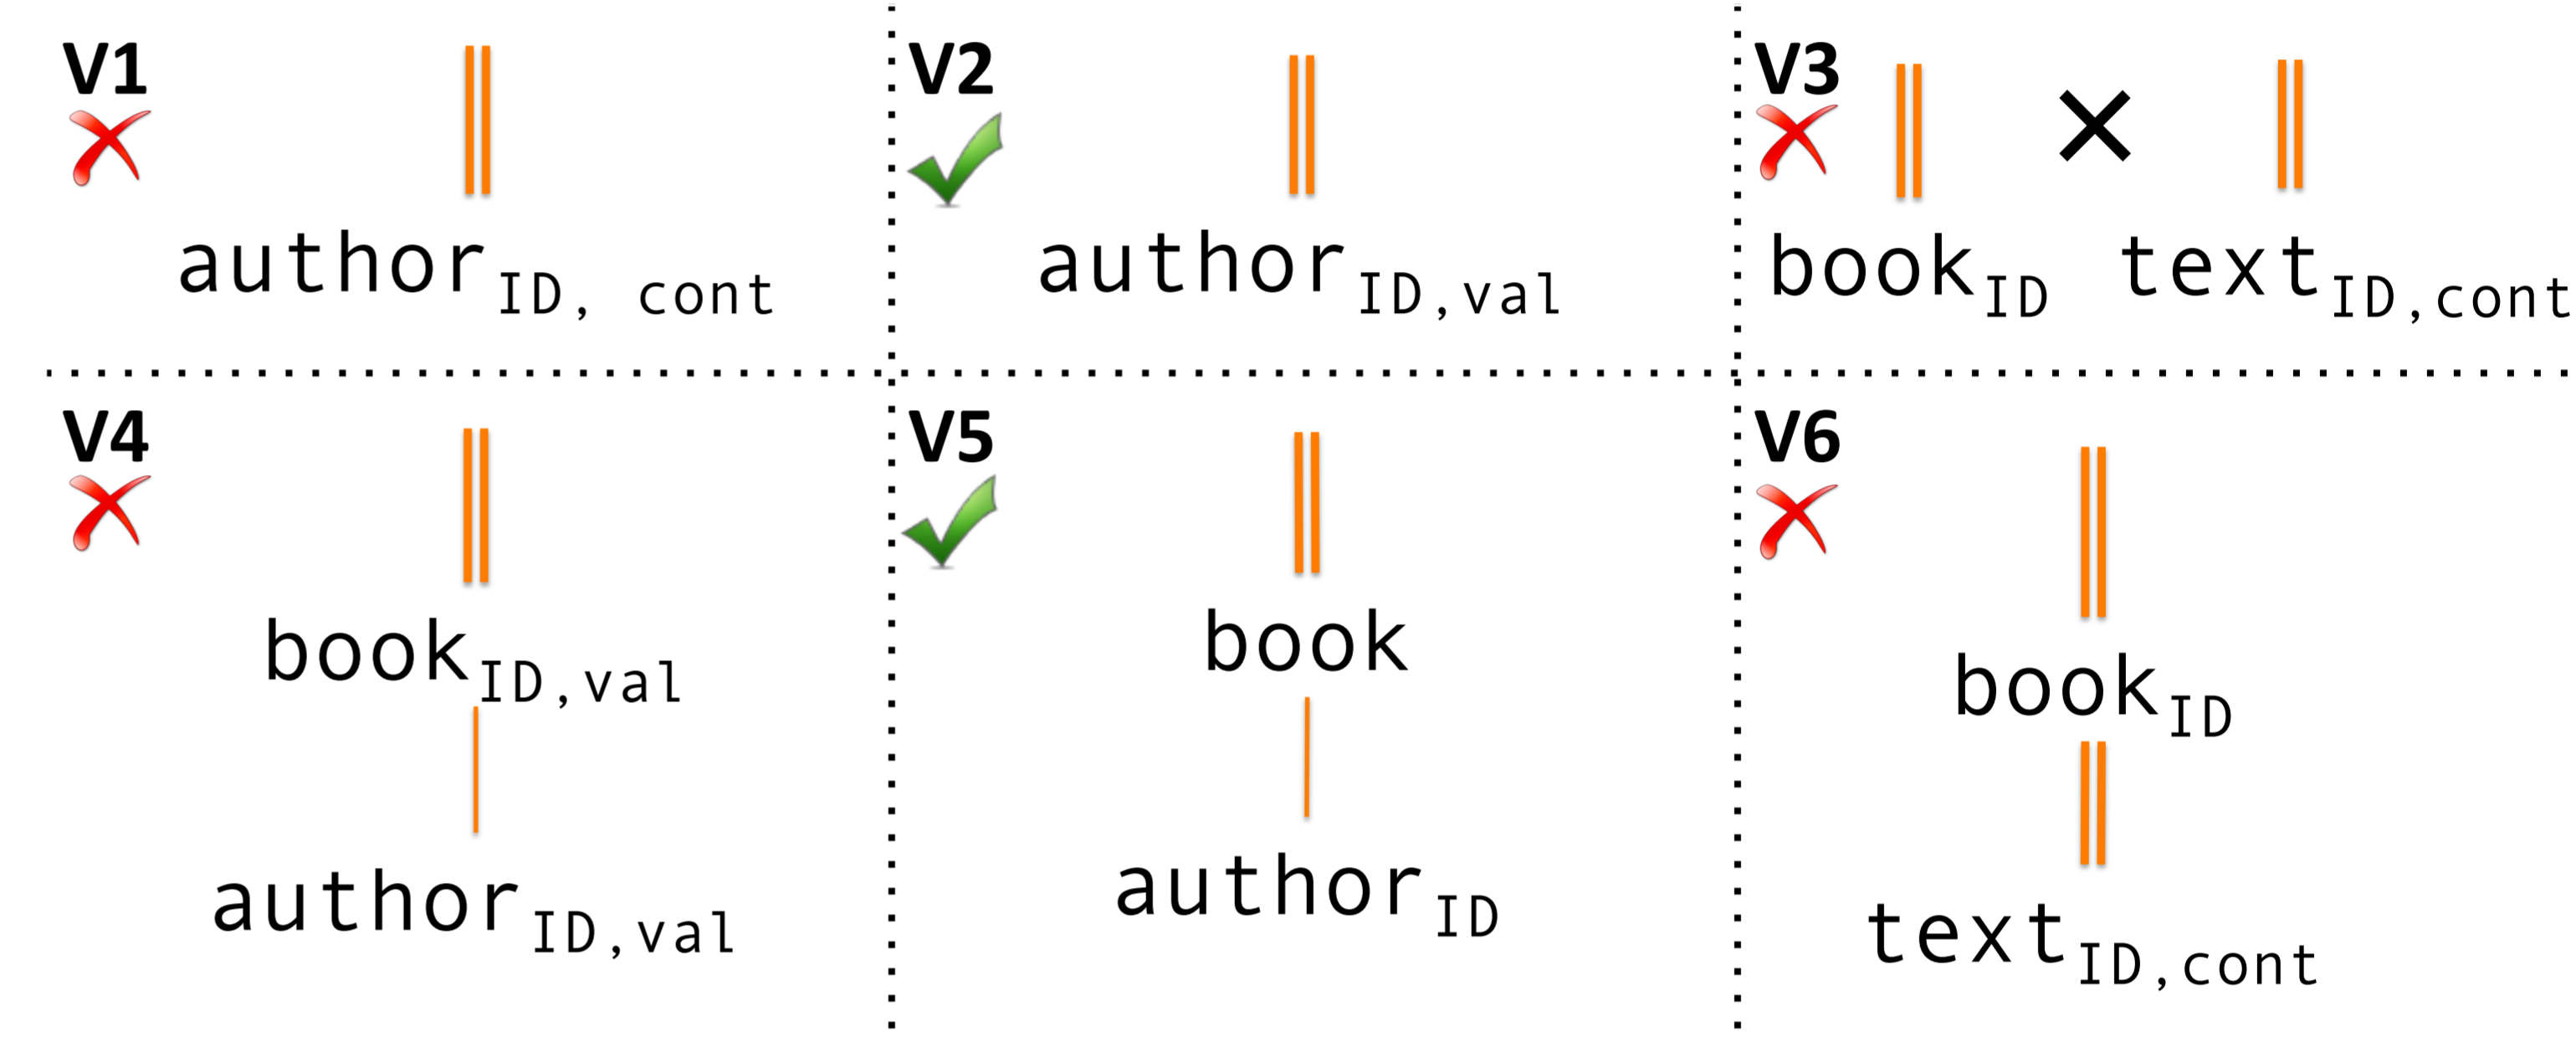 V1
author ID, cont
V2
author ID,val
V3
book ID × text ID,cont
V4
book ID,val
author ID,val
V5
book
author ID
V6
book ID
text ID,cont